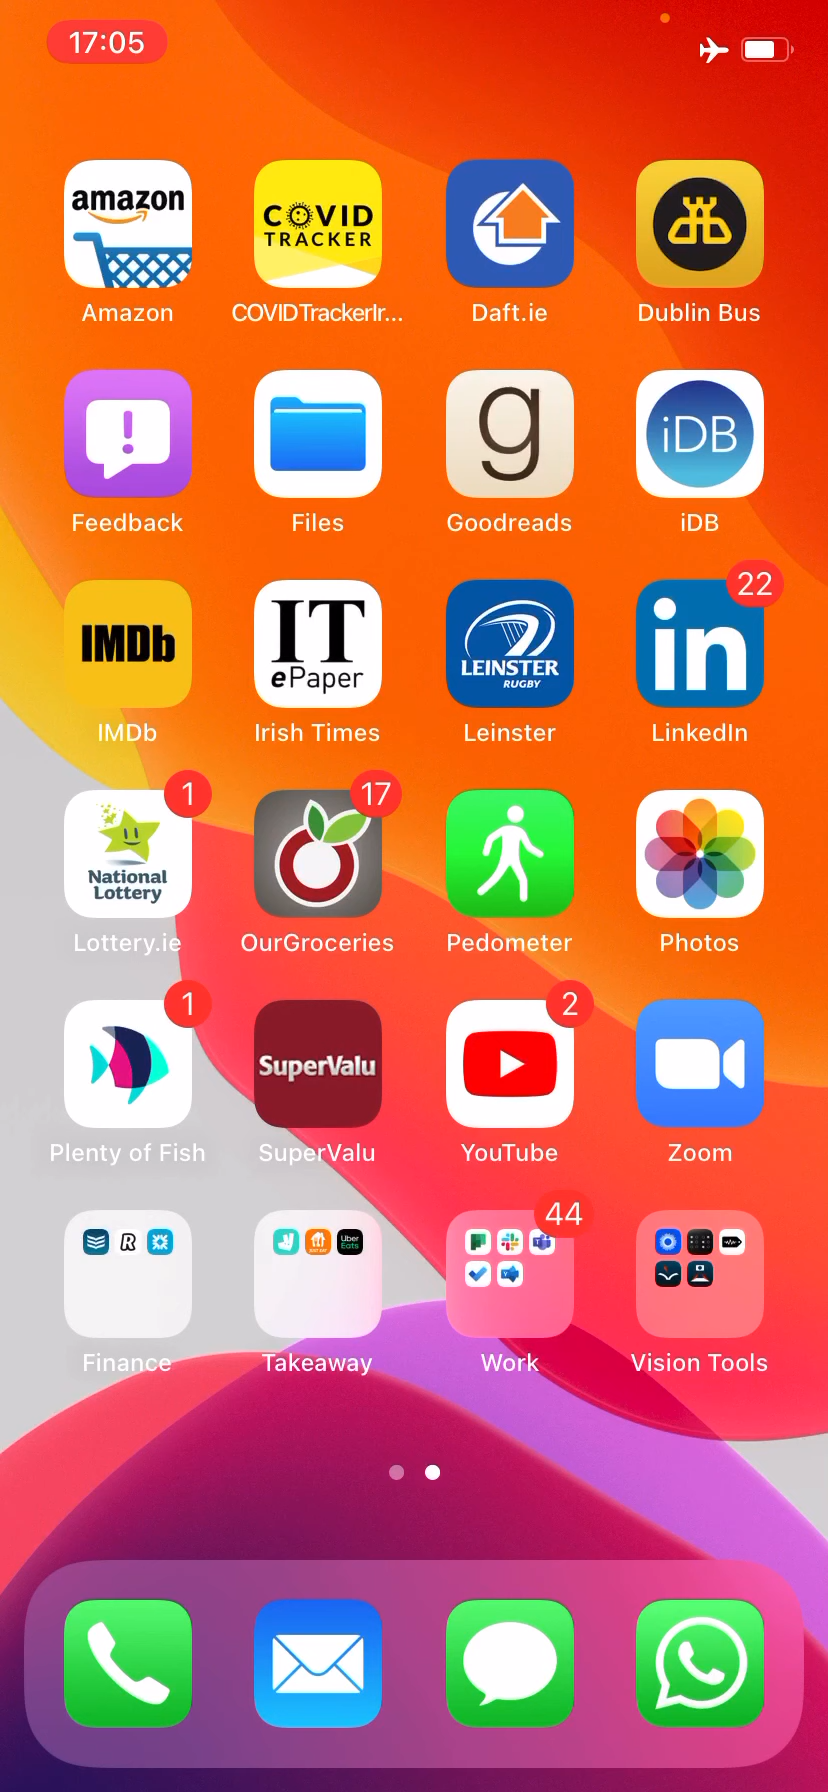 17:05
amazon
COVID
TRACKER
Amazon
COVIDTrackerIr...
Daft.ie
Dublin Bus
g
iDB
Feedback
Files
Goodreads
iDB
22
IMDb
IT
ePaper
LEINSTER
RUGBY
in
IMDb
Irish Times
Leinster
LinkedIn
1
17
National
Lottery
Lottery.ie
OurGroceries
Pedometer
Photos
1
2
SuperValu
Plenty of Fish
SuperValu
YouTube
Zoom
44
R
Uber
Eats
Finance
Takeaway
Work
Vision Tools